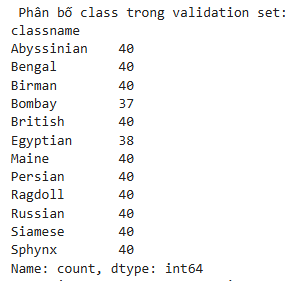 Phân bố class trong validation set:
classname
Abyssinian    40
Bengal        40
Birman        40
Bombay        37
British       40
Egyptian      38
Maine         40
Persian       40
Ragdoll       40
Russian       40
Siamese       40
Sphynx        40
Name: count, dtype: int64